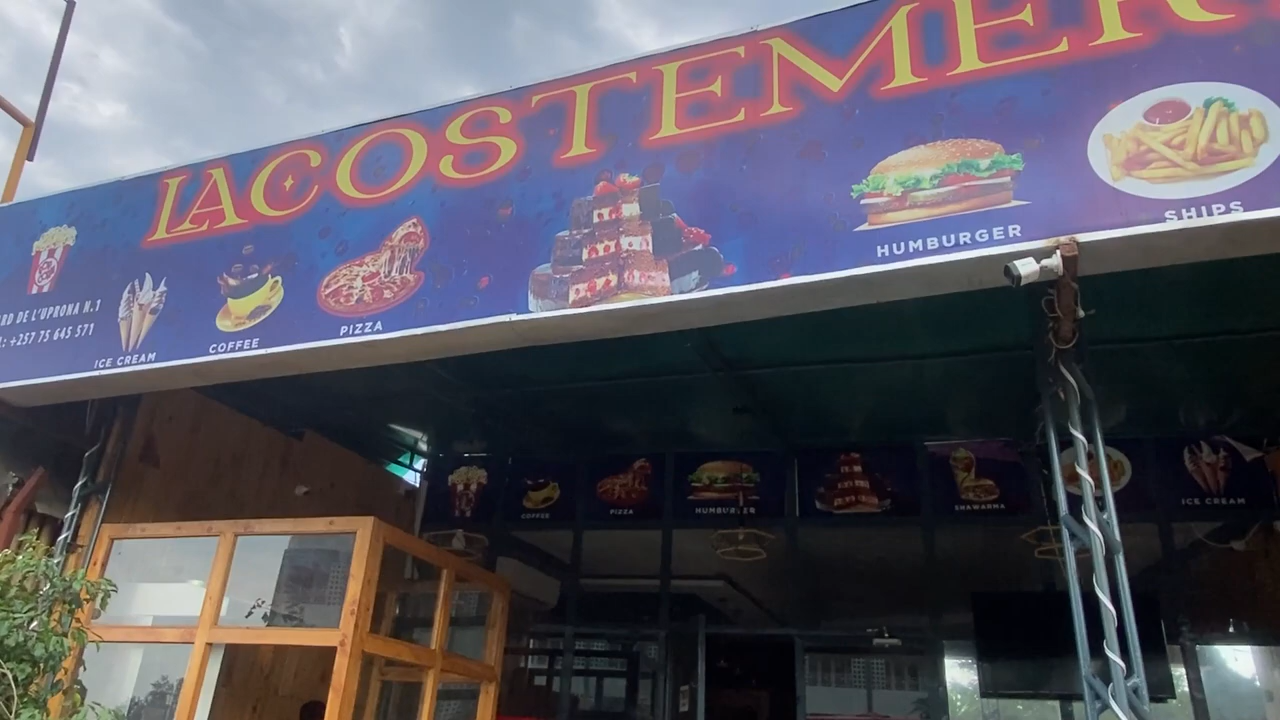 LACOSTEMER
HUMBURGER
SHIPS
PIZZA
COFFEE
ICE CREAM
DE L'UPRONA N.1
+257 75 645 571
COFFEE
PIZZA
HUMBURGER
SHAWARMA
ICE CREAM